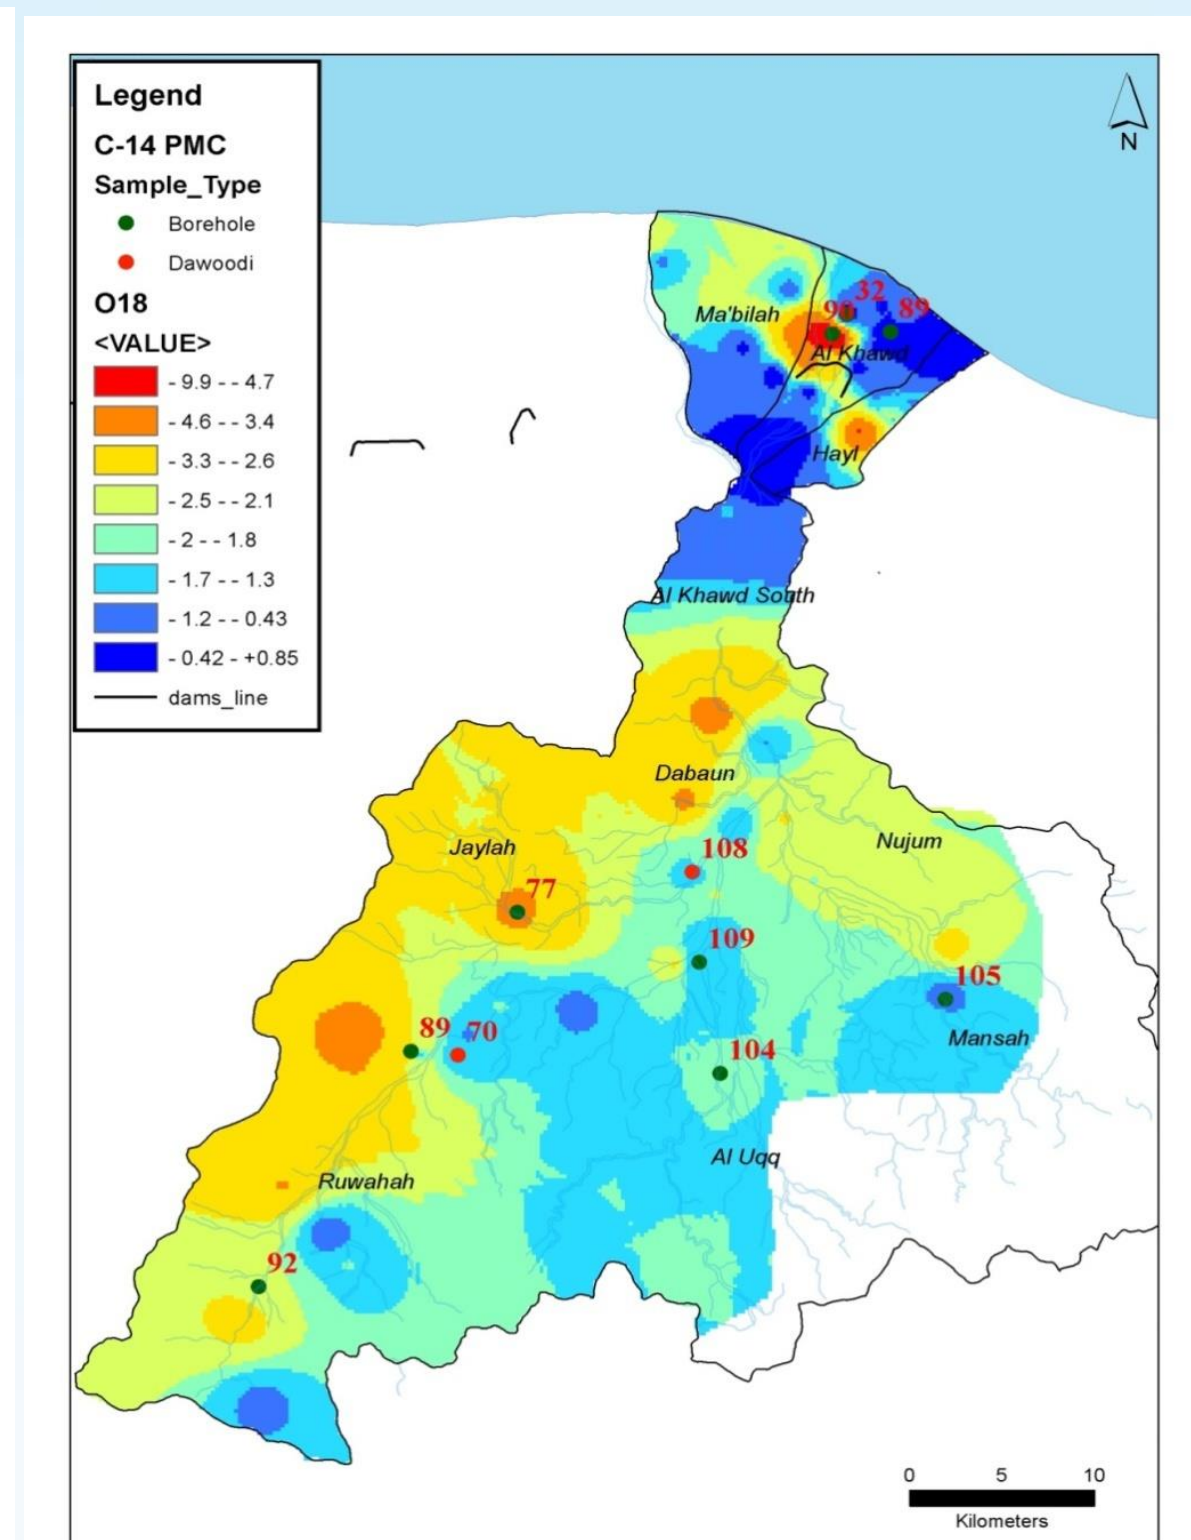 Legend
C-14 PMC
Sample_Type
Borehole
Dawoodi
O18
<VALUE>
- 9.9 - - 4.7
- 4.6 - - 3.4
- 3.3 - - 2.6
- 2.5 - - 2.1
- 2 - - 1.8
- 1.7 - - 1.3
- 1.2 - - 0.43
- 0.42 - +0.85
dams_line
N
32
Ma'bilah
89
Al Khawd
Hayl
Al Khawd South
Dabaun
Nujum
Jaylah
108
77
109
105
89
70
Mansah
104
Al Uqq
Ruwahah
92
0 5 10
Kilometers